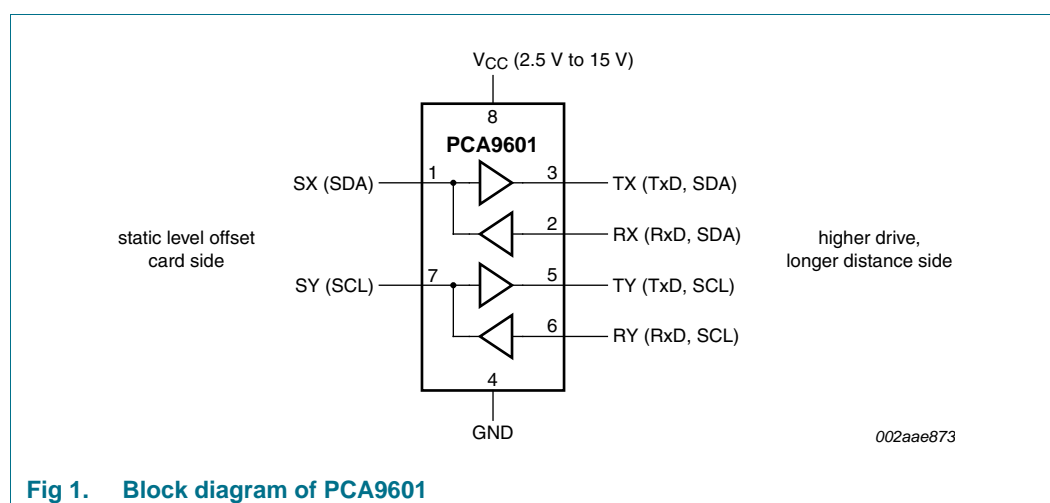 VCC (2.5 V to 15 V)
8
PCA9601
SX (SDA)
1
3
TX (TxD, SDA)
2
RX (RxD, SDA)
static level offset
card side
higher drive,
longer distance side
SY (SCL)
7
5
TY (TxD, SCL)
6
RY (RxD, SCL)
4
GND
002aae873
Fig 1. Block diagram of PCA9601